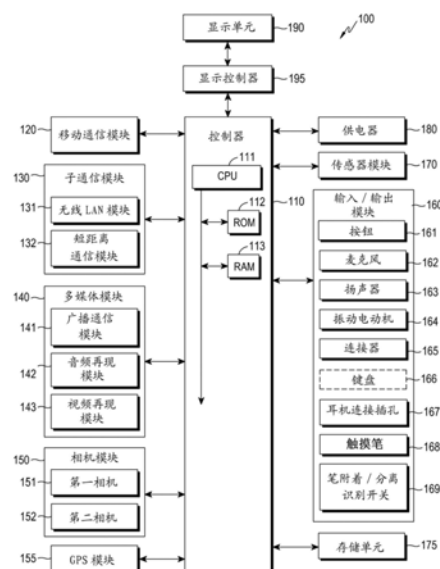 显示单元
190
100
显示控制器
195
120
移动通信模块
130
子通信模块
131
无线 LAN 模块
132
短距离
通信模块
140
多媒体模块
141
广播通信
模块
142
音频再现
模块
143
视频再现
模块
150
相机模块
151
第一相机
152
第二相机
155
GPS 模块
控制器
111
CPU
110
112
ROM
113
RAM
供电器
180
传感器模块
170
输入/输出
模块
160
按钮
161
麦克风
162
扬声器
163
振动电动机
164
连接器
165
键盘
166
耳机连接插孔
167
触摸笔
168
笔附着/分离
识别开关
169
存储单元
175